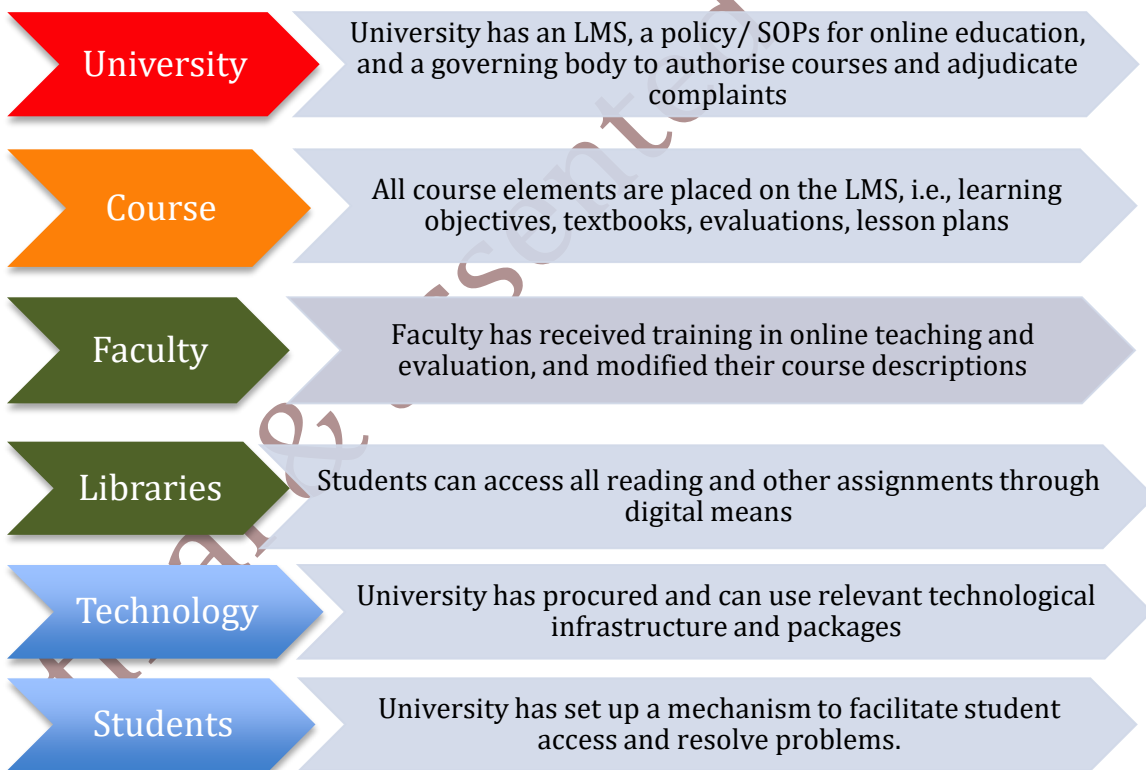 University
University has an LMS, a policy/ SOPs for online education,
and a governing body to authorise courses and adjudicate
complaints
Course
All course elements are placed on the LMS, i.e., learning
objectives, textbooks, evaluations, lesson plans
Faculty
Faculty has received training in online teaching and
evaluation, and modified their course descriptions
Libraries
Students can access all reading and other assignments through
digital means
Technology
University has procured and can use relevant technological
infrastructure and packages
Students
University has set up a mechanism to facilitate student
access and resolve problems.